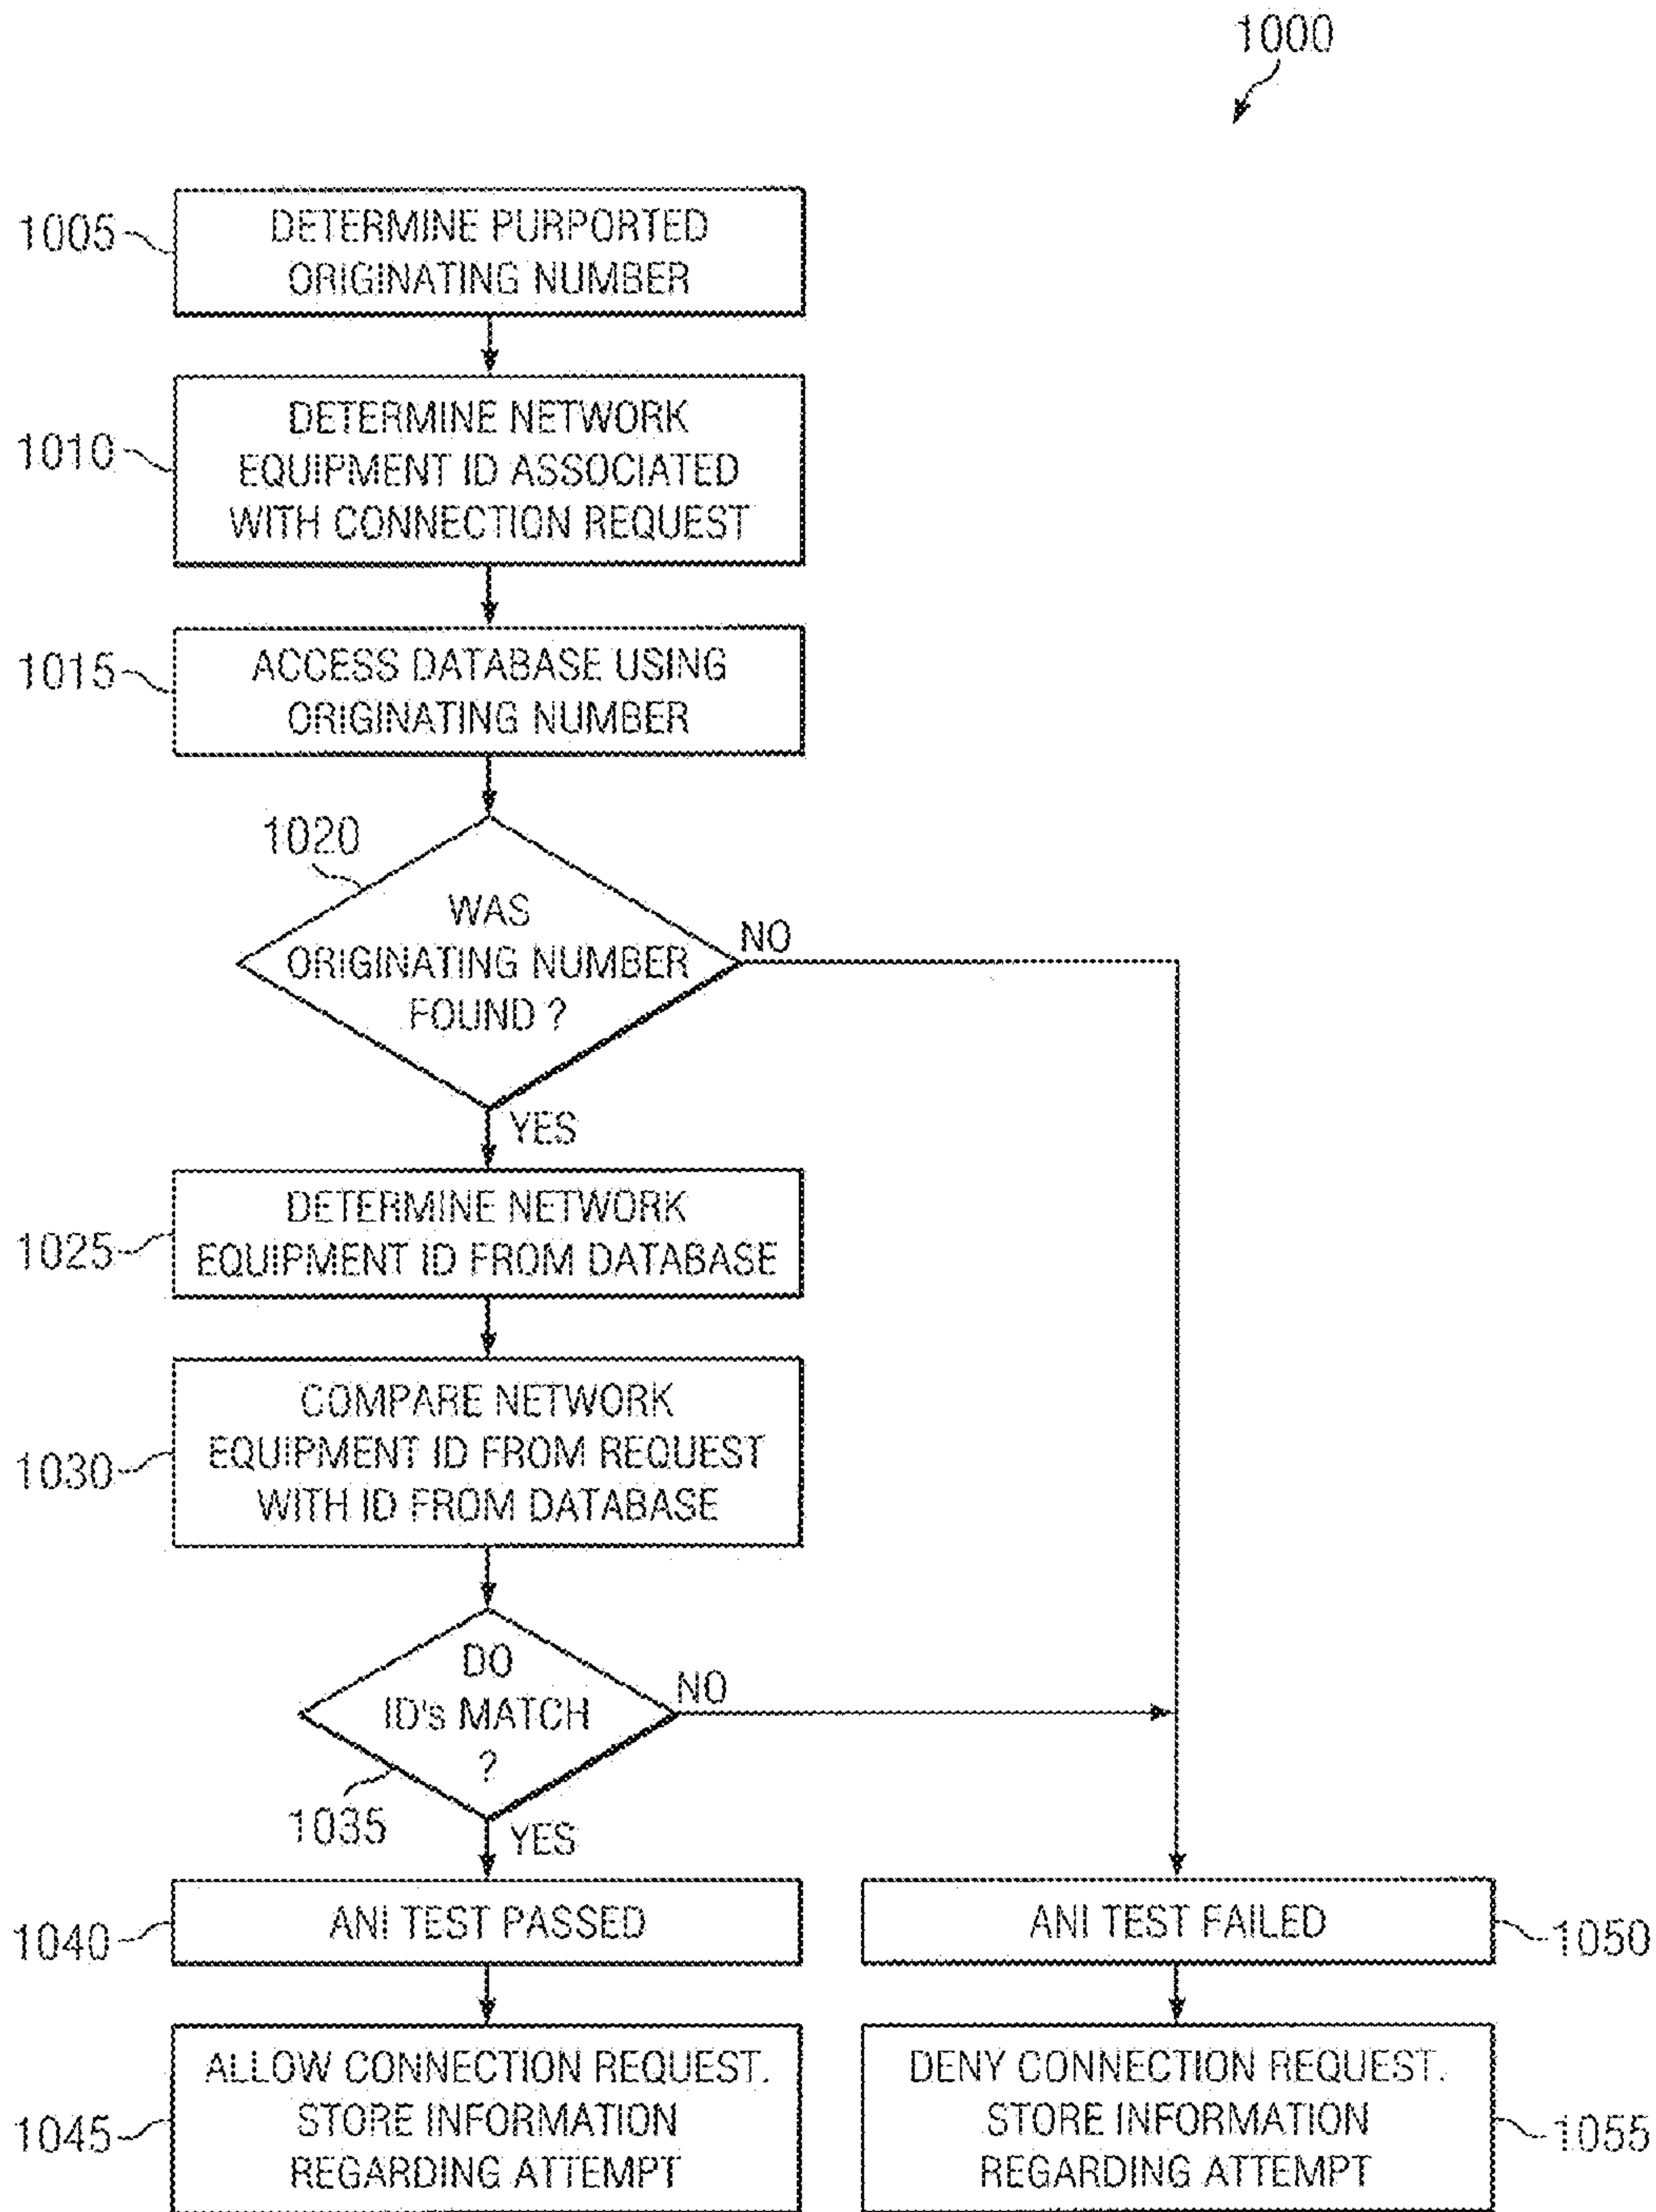 1000
1005
DETERMINE PURPORTED
ORIGINATING NUMBER
1010
DETERMINE NETWORK
EQUIPMENT ID ASSOCIATED
WITH CONNECTION REQUEST
1015
ACCESS DATABASE USING
ORIGINATING NUMBER
1020
WAS
ORIGINATING NUMBER
FOUND ?
NO
YES
1025
DETERMINE NETWORK
EQUIPMENT ID FROM DATABASE
1030
COMPARE NETWORK
EQUIPMENT ID FROM REQUEST
WITH ID FROM DATABASE
DO
ID's MATCH
?
NO
1035
YES
1040
ANI TEST PASSED
ANI TEST FAILED
1050
1045
ALLOW CONNECTION REQUEST.
STORE INFORMATION
REGARDING ATTEMPT
DENY CONNECTION REQUEST.
STORE INFORMATION
REGARDING ATTEMPT
1055